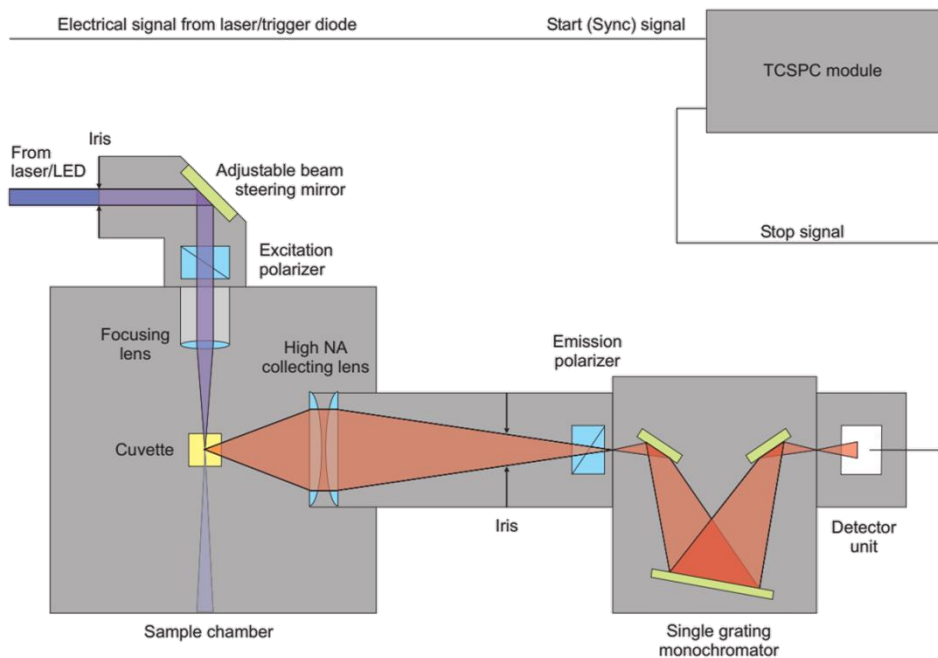 Electrical signal from laser/trigger diode
Start (Sync) signal
TCSPC module
Iris
From
laser/LED
Adjustable beam
steering mirror
Stop signal
Excitation
polarizer
Focusing
lens
High NA
collecting lens
Emission
polarizer
Cuvette
Iris
Detector
unit
Sample chamber
Single grating
monochromator